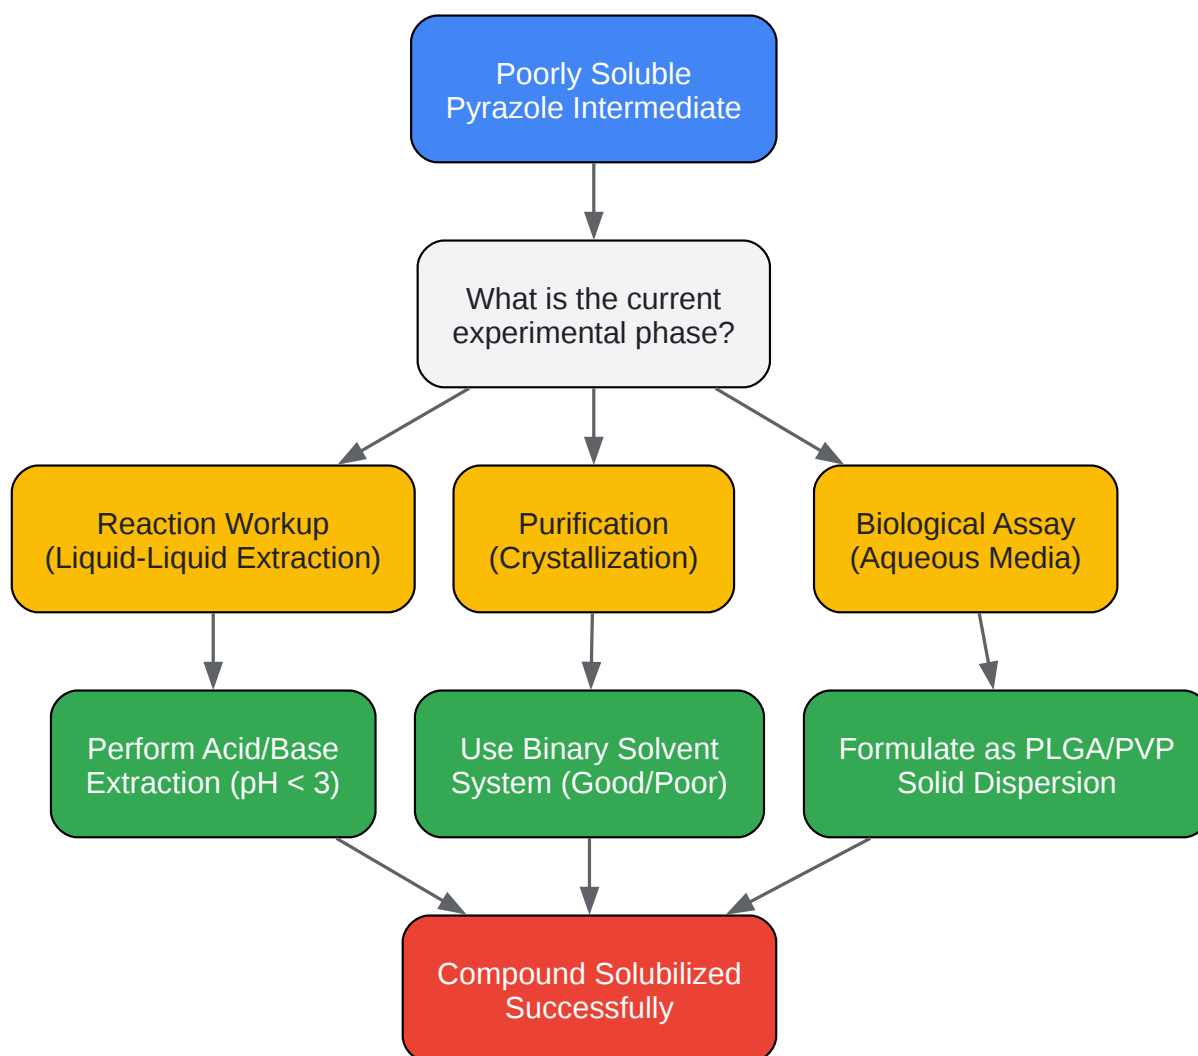 Poorly Soluble
Pyrazole Intermediate
What is the current
experimental phase?
Reaction Workup
(Liquid-Liquid Extraction)
Purification
(Crystallization)
Biological Assay
(Aqueous Media)
Perform Acid/Base
Extraction (pH < 3)
Use Binary Solvent
System (Good/Poor)
Formulate as PLGA/PVP
Solid Dispersion
Compound Solubilized
Successfully